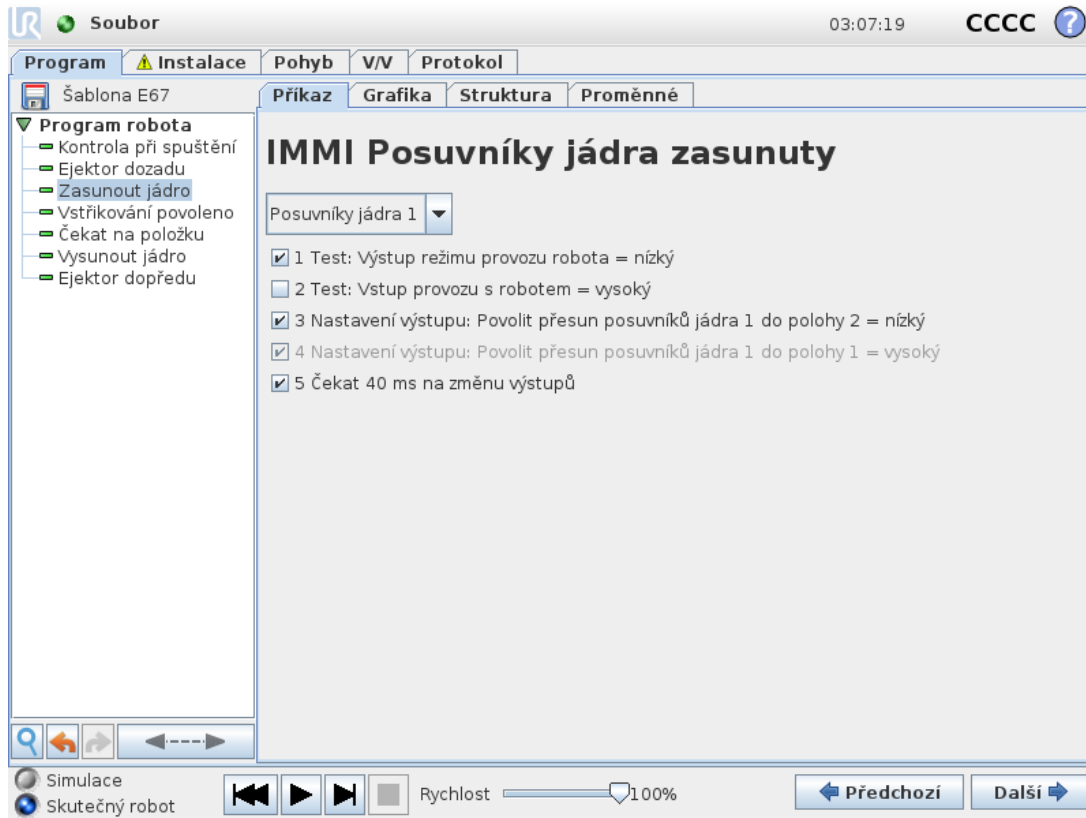 UR Soubor 03:07:19 CCCC ?
Program Instalace Pohyb V/V Protokol
Šablona E67 Příkaz Grafika Struktura Proměnné
Program robota
Kontrola při spuštění
Ejektor dozadu
Zasunout jádro
Vstřikování povoleno
Čekat na položku
Vysunout jádro
Ejektor dopředu
IMMI Posuvníky jádra zasunuty
Posuvníky jádra 1
1 Test: Výstup režimu provozu robota = nízký
2 Test: Vstup provozu s robotem = vysoký
3 Nastavení výstupu: Povolit přesun posuvníků jádra 1 do polohy 2 = nízký
4 Nastavení výstupu: Povolit přesun posuvníků jádra 1 do polohy 1 = vysoký
5 Čekat 40 ms na změnu výstupů
Simulace
Skutečný robot
Rychlost 100%
Předchozí Další